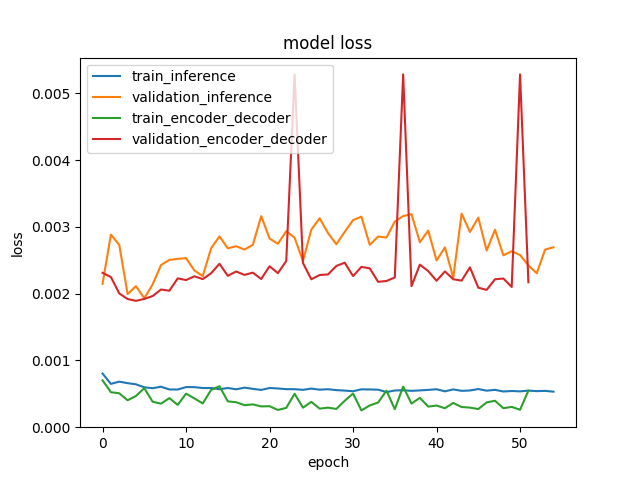 model loss
train_inference
validation_inference
train_encoder_decoder
validation_encoder_decoder
0.005
0.004
0.003
0.002
0.001
0.000
loss
0 10 20 30 40 50
epoch